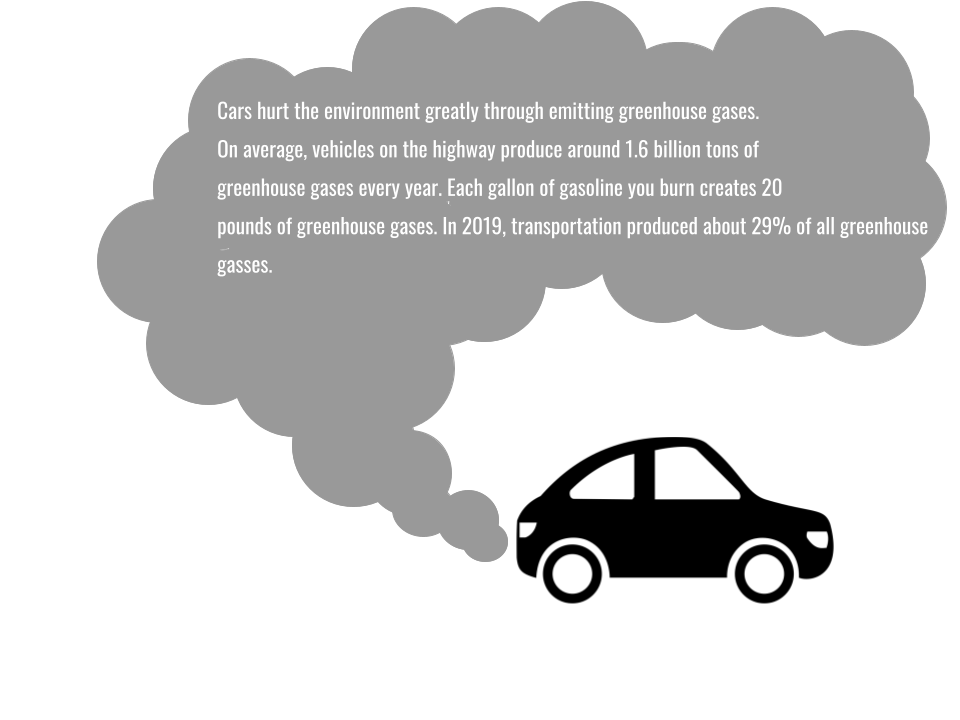 Cars hurt the environment greatly through emitting greenhouse gases.
On average, vehicles on the highway produce around 1.6 billion tons of
greenhouse gases every year. Each gallon of gasoline you burn creates 20
pounds of greenhouse gases. In 2019, transportation produced about 29% of all greenhouse
gasses.